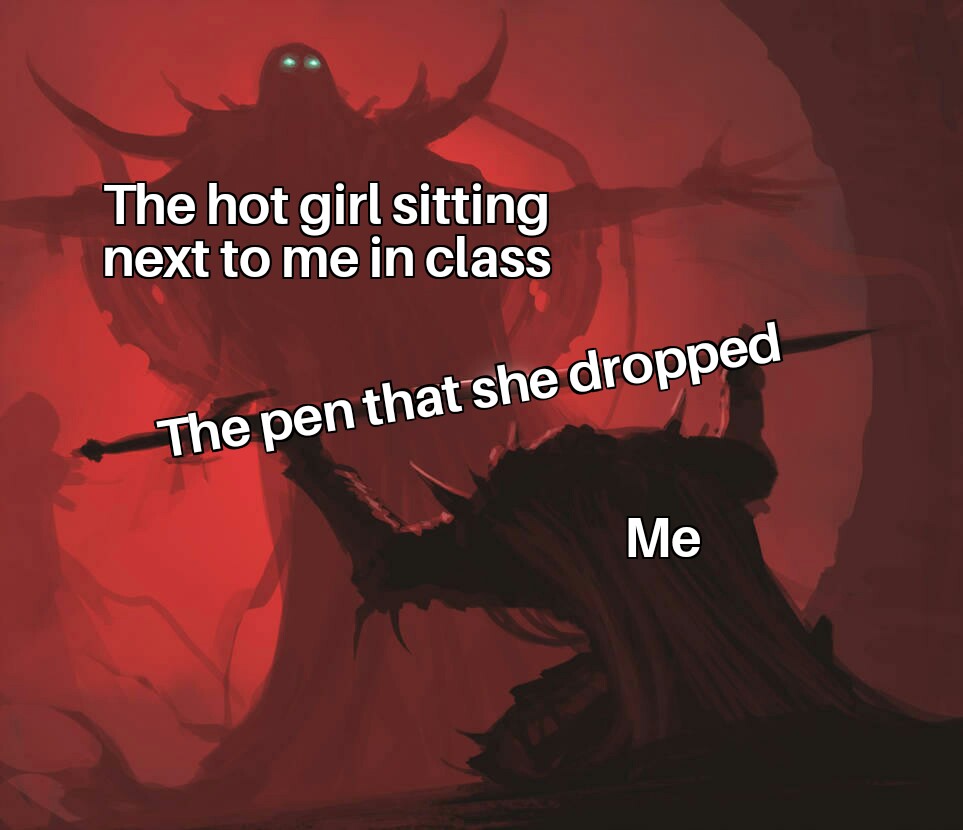 The hot girl sitting
next to me in class
The pen that she dropped
Me